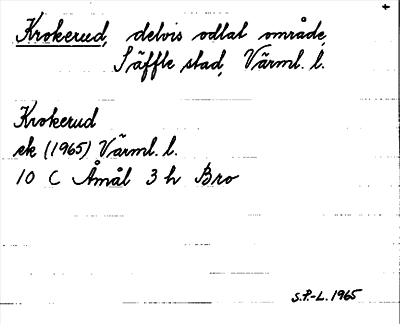 Krokerud, delvis odlat område,
Säffle stad, Värml. l.
Krokerud
ek (1965) Värml. l.
10 C Åmål 3 h Bro
S.P.-L. 1965